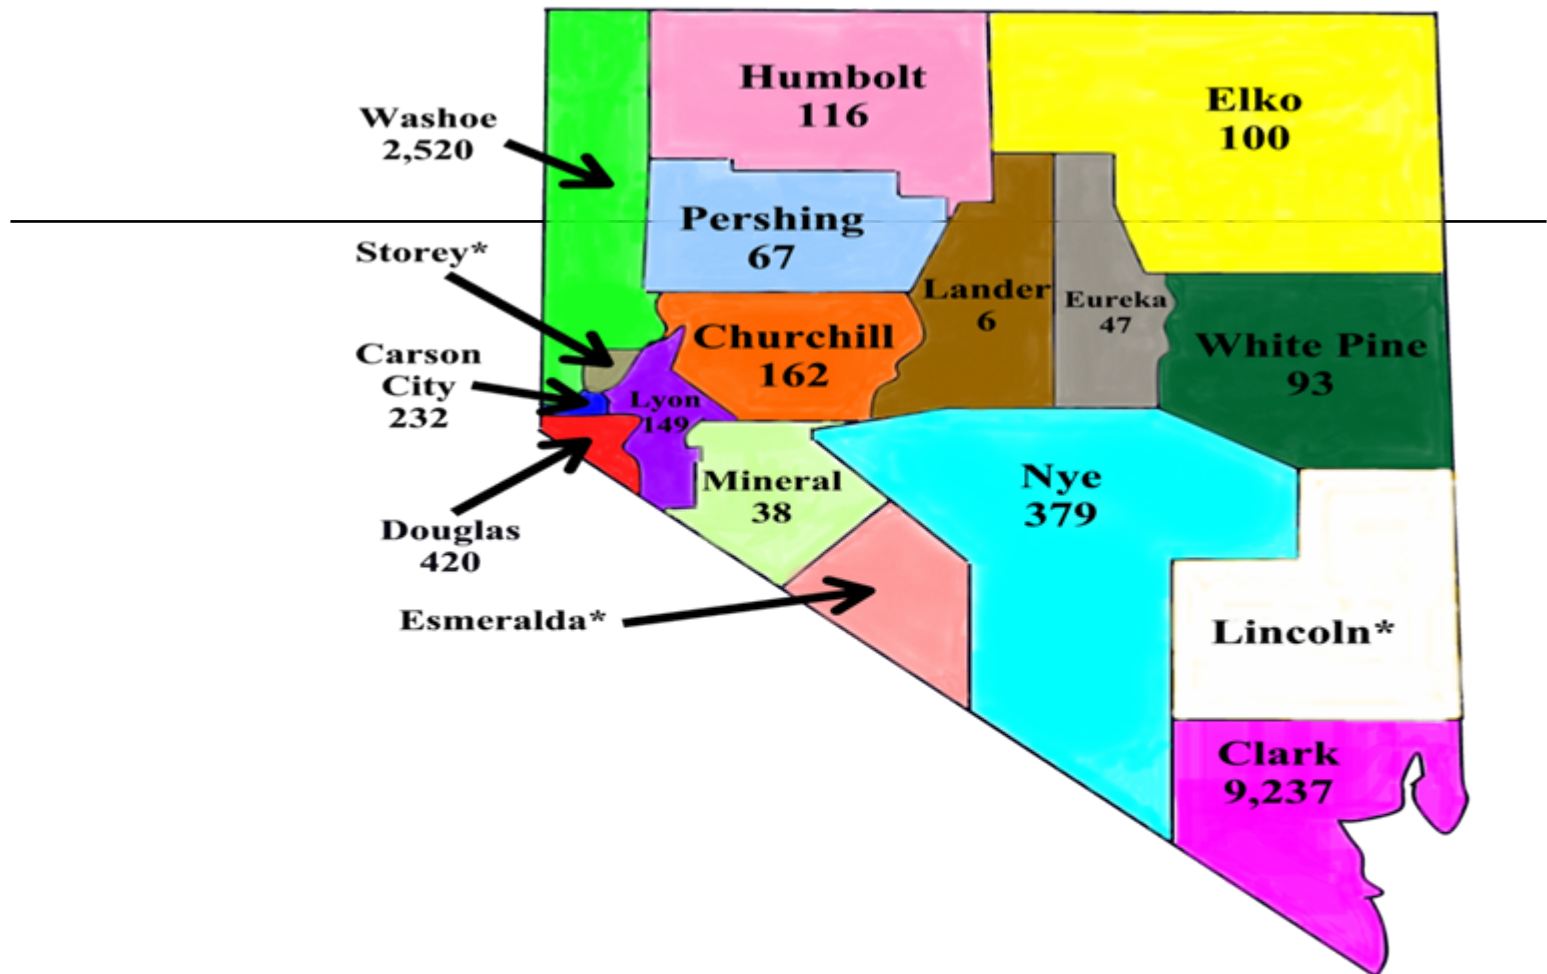 Humbolt
116
Elko
100
Washoe
2,520
Pershing
67
Storey*
Lander
6
Eureka
47
Churchill
162
White Pine
93
Carson
City
232
Lyon
149
Mineral
38
Nye
379
Douglas
420
Esmeralda*
Lincoln*
Clark
9,237